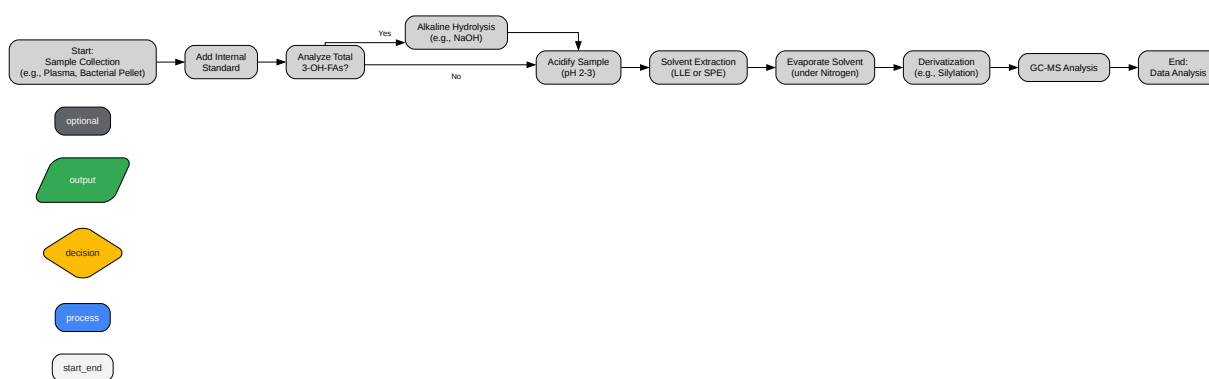 Start:
Sample Collection
(e.g., Plasma, Bacterial Pellet)
Add Internal
Standard
Analyze Total
3-OH-FAs?
Yes
Alkaline Hydrolysis
(e.g., NaOH)
No
Acidify Sample
(pH 2-3)
Solvent Extraction
(LLE or SPE)
Evaporate Solvent
(under Nitrogen)
Derivatization
(e.g., Silylation)
GC-MS Analysis
End:
Data Analysis
optional
output
decision
process
start_end